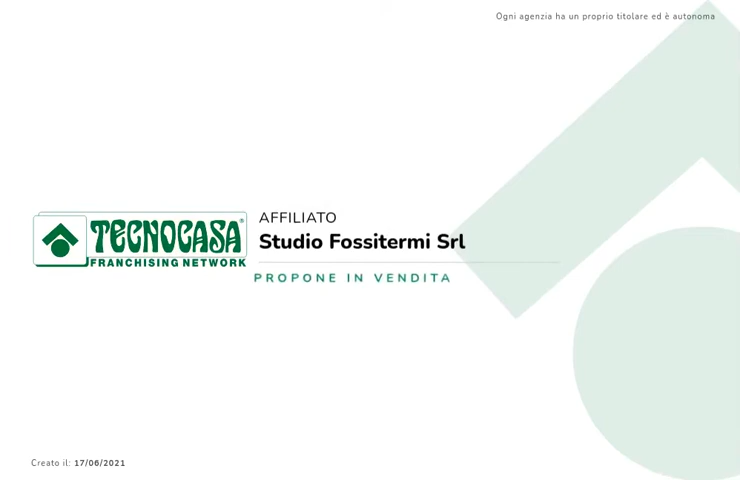 Ogni agenzia ha un proprio titolare ed è autonoma
TECNOCASA®
FRANCHISING NETWORK
AFFILIATO
Studio Fossitermi Srl
PROPONE IN VENDITA
Creato il: 17/06/2021